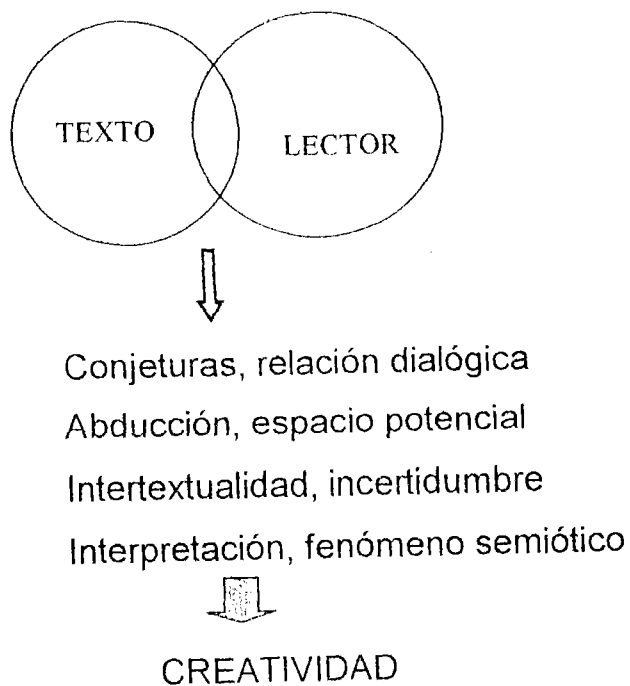 TEXTO
LECTOR
Conjeturas, relación dialógica
Abducción, espacio potencial
Intertextualidad, incertidumbre
Interpretación, fenómeno semiótico
CREATIVIDAD